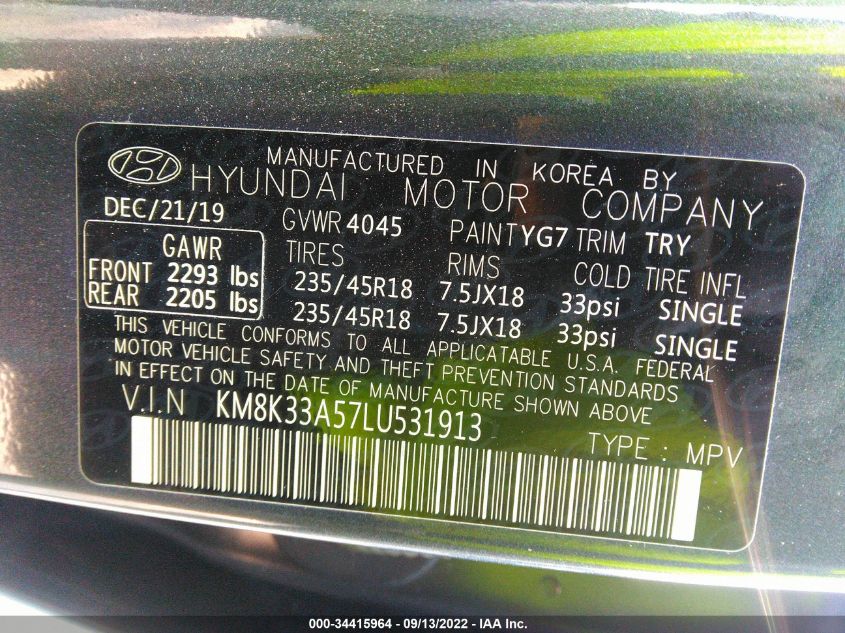 MANUFACTURED IN KOREA BY
HYUNDAI MOTOR COMPANY
DEC/21/19 GVWR 4045 PAINT YG7 TRIM TRY
GAWR TIRES RIMS COLD TIRE INFL
FRONT 2293 lbs 235/45R18 7.5JX18 33psi SINGLE
REAR 2205 lbs 235/45R18 7.5JX18 33psi SINGLE
THIS VEHICLE CONFORMS TO ALL APPLICABLE U.S.A. FEDERAL
MOTOR VEHICLE SAFETY AND THEFT PREVENTION STANDARDS
IN EFFECT ON THE DATE OF MANUFACTURE SHOWN ABOVE
V.I.N KM8K33A57LU531913
TYPE : MPV
000-34415964 - 09/13/2022 - IAA Inc.